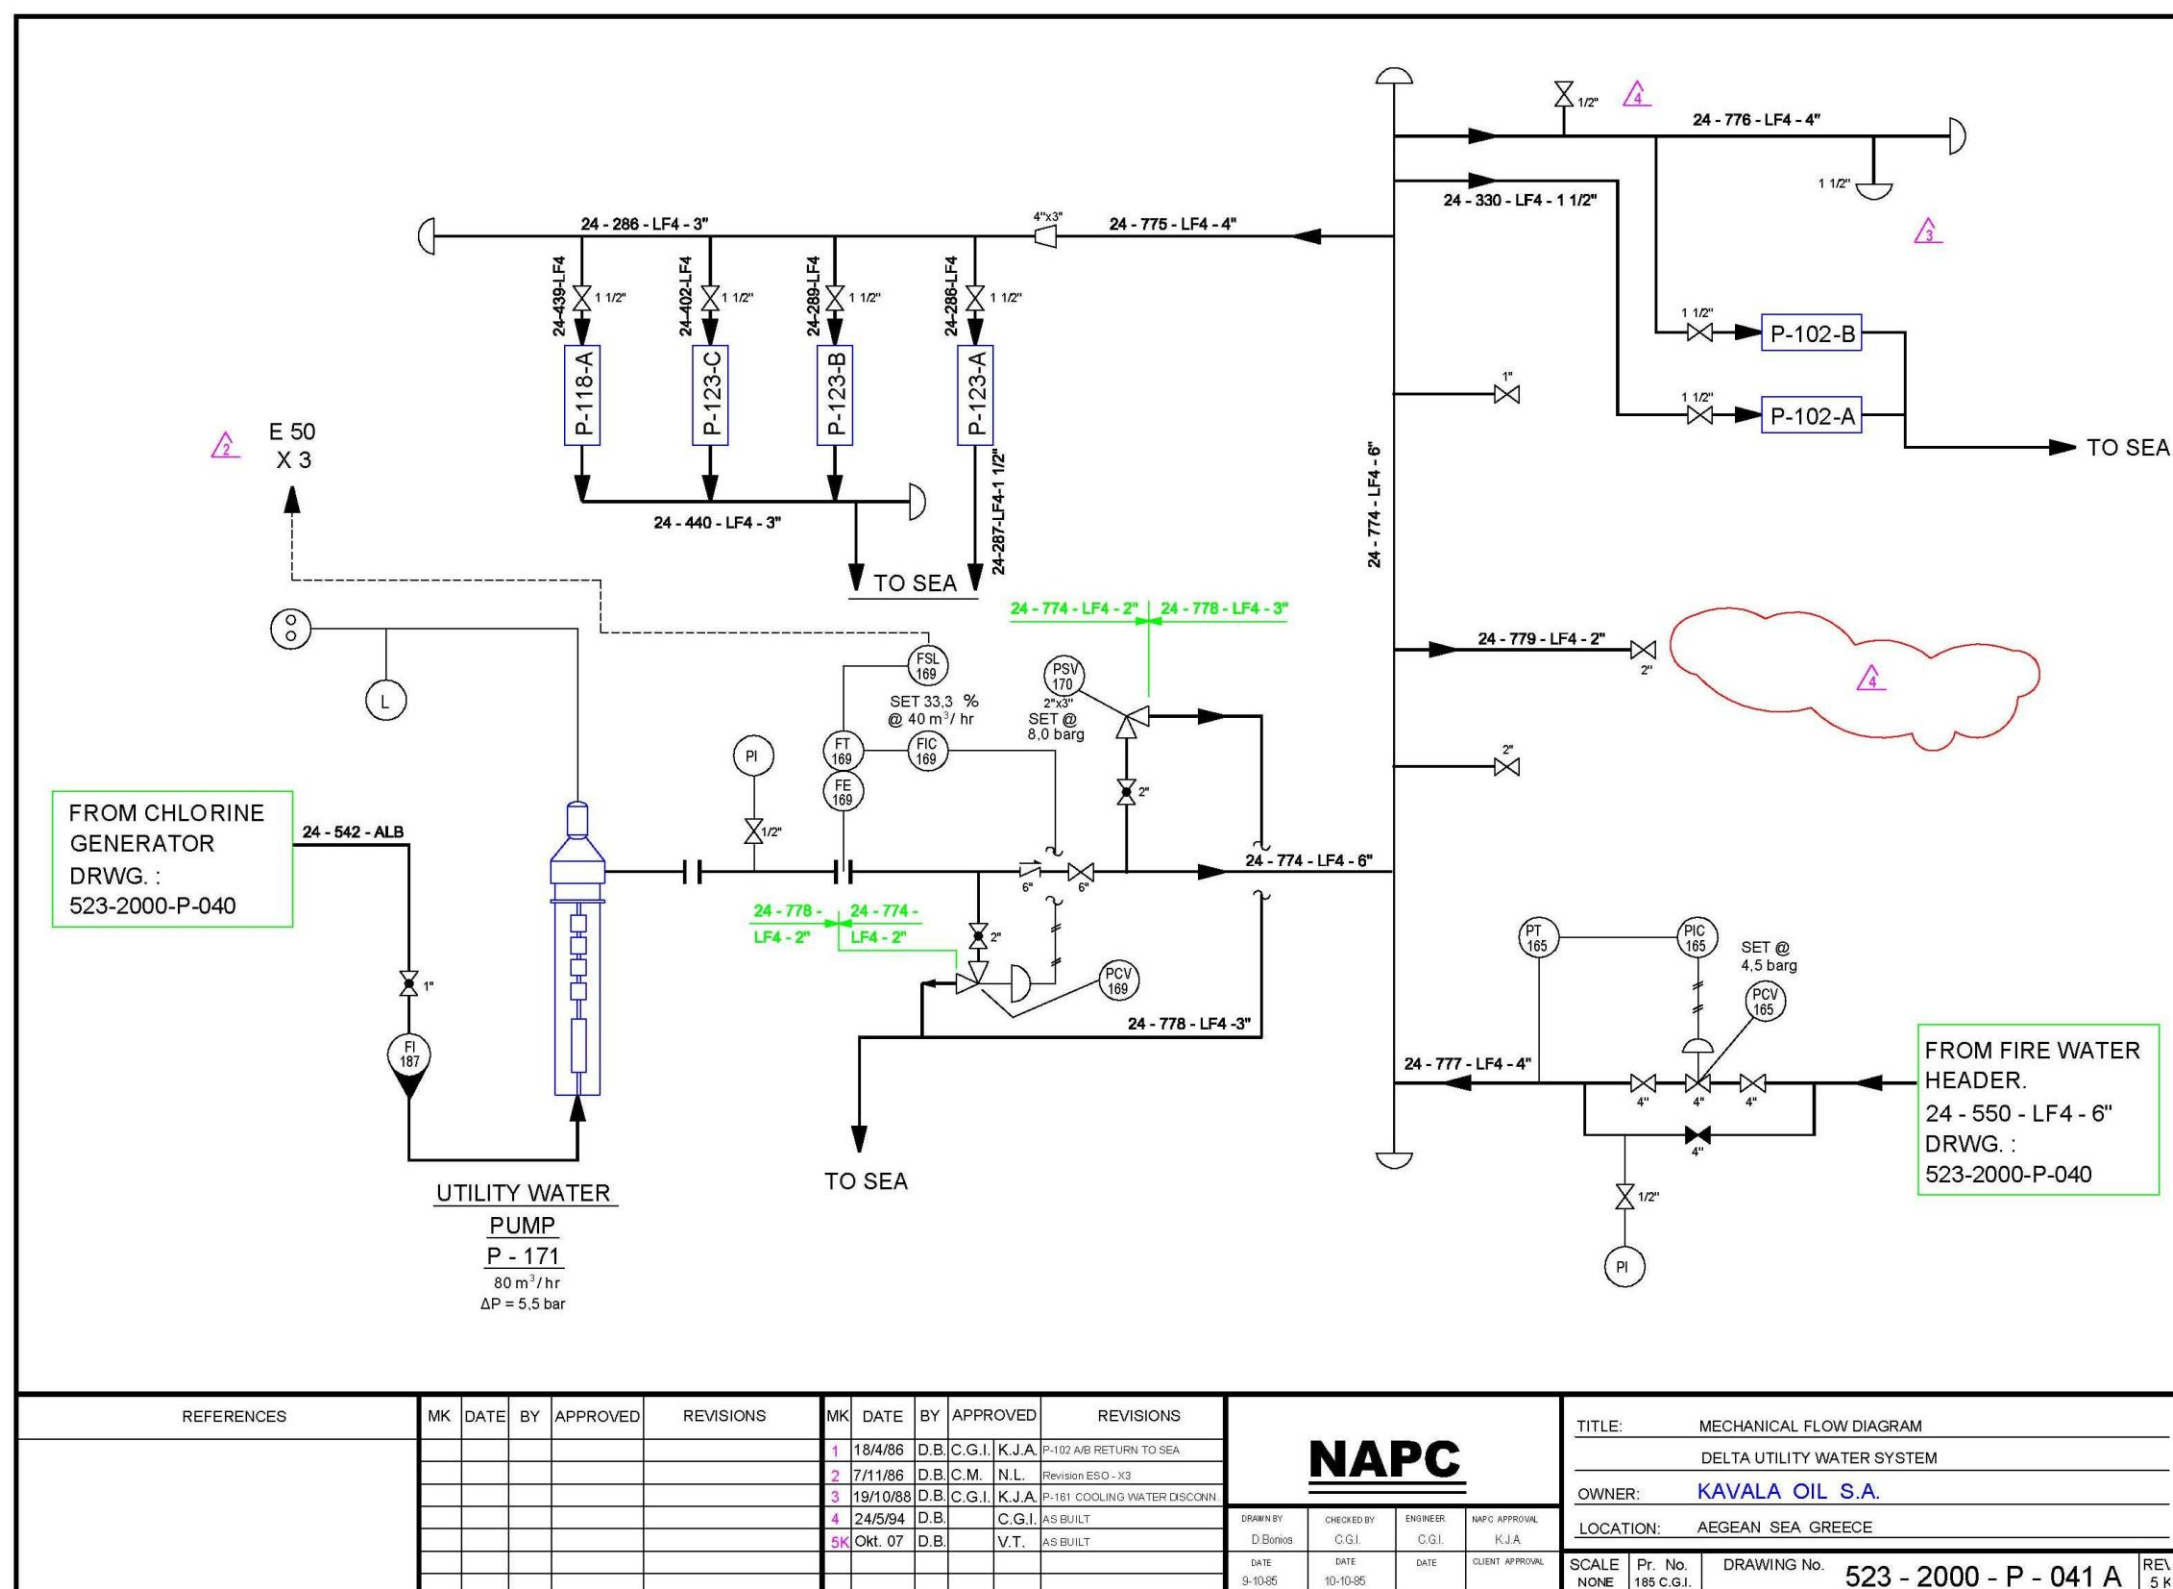 1/2"
4
24 - 776 - LF4 - 4"
1 1/2"
24 - 330 - LF4 - 1 1/2"
3
24 - 286 - LF4 - 3"
4"x3"
24 - 775 - LF4 - 4"
24-439-LF4
1 1/2"
24-402-LF4
1 1/2"
24-289-LF4
1 1/2"
24-286-LF4
1 1/2"
1 1/2"
P-102-B
P-118-A
P-123-C
P-123-B
P-123-A
1"
1 1/2"
P-102-A
TO SEA
2
E 50
X 3
24 - 440 - LF4 - 3"
24-287-LF4-1 1/2"
24 - 774 - LF4 - 6"
TO SEA
24 - 774 - LF4 - 2"
24 - 778 - LF4 - 3"
24 - 779 - LF4 - 2"
2"
4
L
FSL
169
SET 33,3 %
@ 40 m³/ hr
PSV
170
2"x3"
SET @
8,0 barg
PI
FT
169
FIC
169
FE
169
2"
2"
1/2"
FROM CHLORINE
GENERATOR
DRWG. :
523-2000-P-040
24 - 542 - ALB
6"
6"
24 - 774 - LF4 - 6"
24 - 778 -
LF4 - 2"
24 - 774 -
LF4 - 2"
2"
PCV
169
1"
FI
187
24 - 778 - LF4 -3"
PT
165
PIC
165
SET @
4,5 barg
PCV
165
24 - 777 - LF4 - 4"
4"
4"
4"
4"
1/2"
PI
FROM FIRE WATER
HEADER.
24 - 550 - LF4 - 6"
DRWG. :
523-2000-P-040
TO SEA
UTILITY WATER
PUMP
P - 171
80 m³/ hr
ΔP = 5,5 bar
REFERENCES
MK DATE BY APPROVED REVISIONS
MK DATE BY APPROVED REVISIONS
1 18/4/86 D.B. C.G.I. K.J.A. P-102 A/B RETURN TO SEA
2 7/11/86 D.B. C.M. N.L. Revision ESO - X3
3 19/10/88 D.B. C.G.I. K.J.A. P-161 COOLING WATER DISCONN.
4 24/5/94 D.B. C.G.I. AS BUILT
5K Okt. 07 D.B. V.T. AS BUILT
NAPC
DRAWN BY CHECKED BY ENGINEER NAPC APPROVAL
D.Bonios C.G.I. C.G.I. K.J.A
DATE DATE DATE CLIENT APPROVAL
9-10-85 10-10-85
TITLE: MECHANICAL FLOW DIAGRAM
DELTA UTILITY WATER SYSTEM
OWNER: KAVALA OIL S.A.
LOCATION: AEGEAN SEA GREECE
SCALE
NONE
Pr. No.
185 C.G.I.
DRAWING No. 523 - 2000 - P - 041 A
REV
5 K